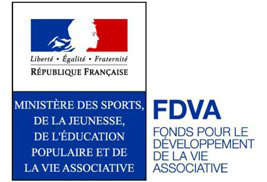 Liberté • Égalité • Fraternité
RÉPUBLIQUE FRANÇAISE
MINISTÈRE DES SPORTS,
DE LA JEUNESSE,
DE L'ÉDUCATION
POPULAIRE ET DE
LA VIE ASSOCIATIVE
FDVA
FONDS POUR LE
DÉVELOPPEMENT
DE LA VIE
ASSOCIATIVE